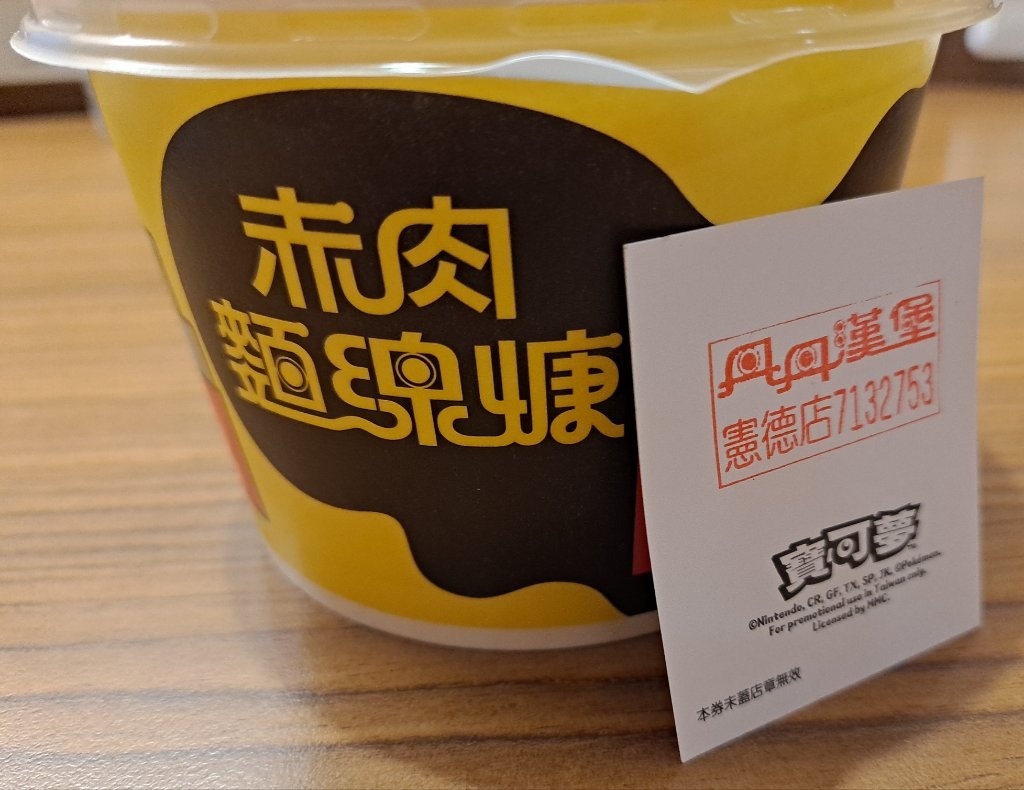 赤肉
麵線糠
丹丹漢堡
憲德店7132753
寶可夢
©Nintendo, CR, GF, TX, SP, JK, ©Pokémon.
For promotional use in Taiwan only.
Licensed by MMC.
本券未蓋店章無效